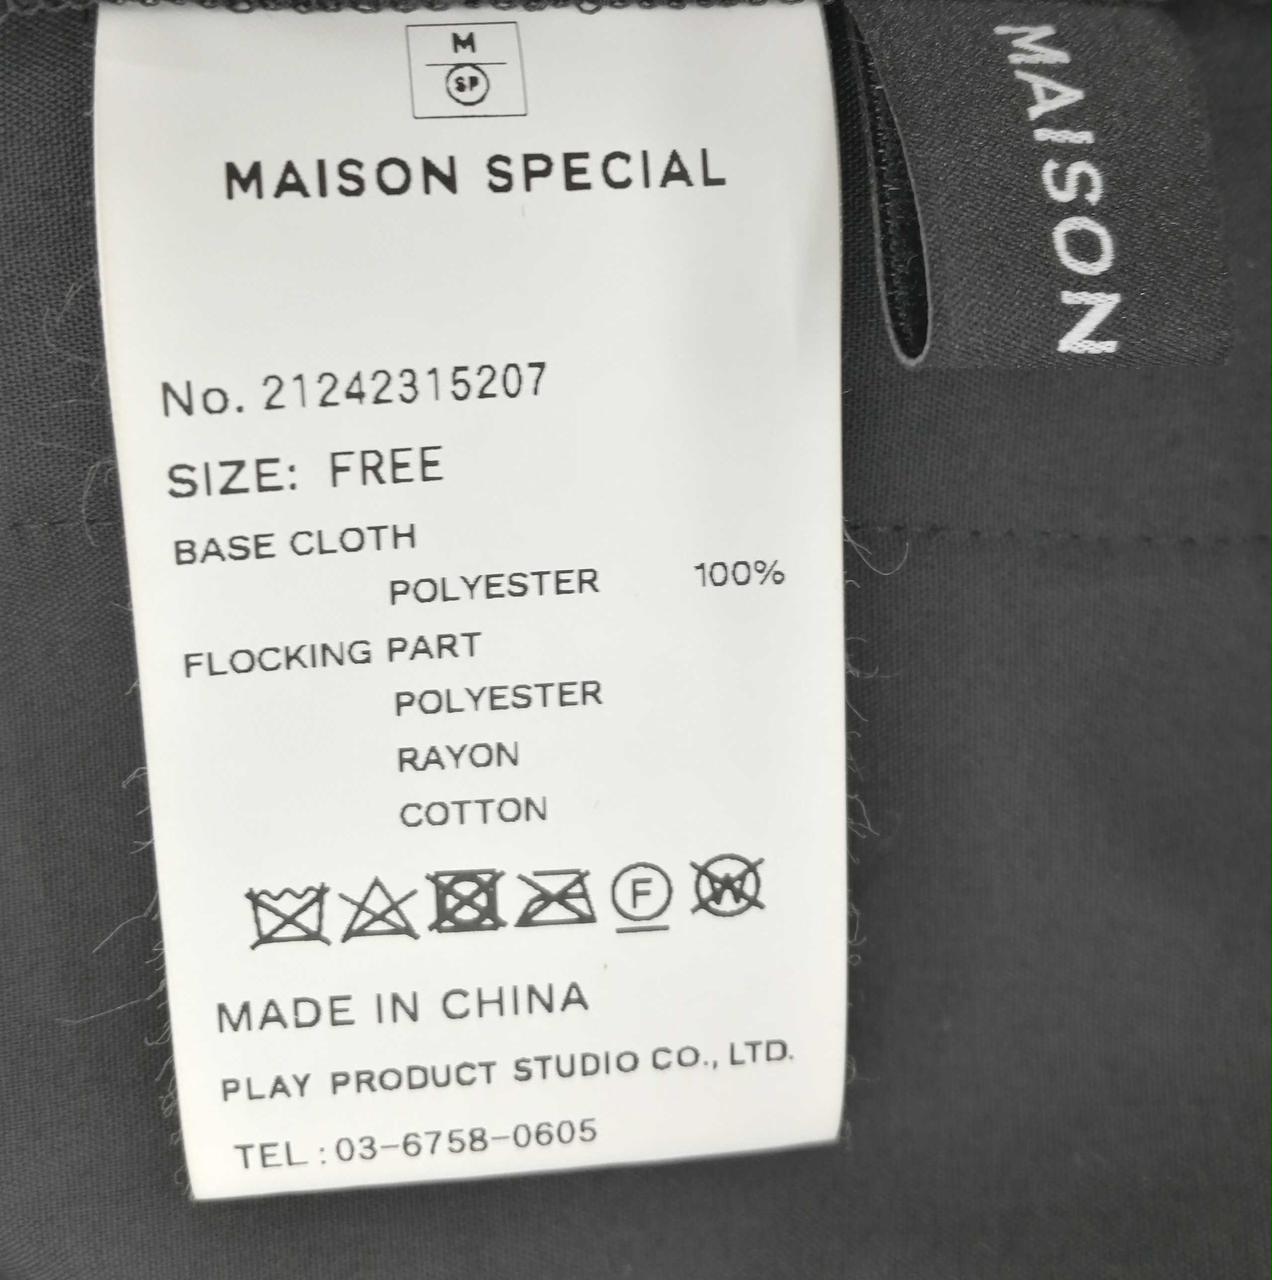 M
SP
MAISON SPECIAL
No. 21242315207
SIZE: FREE
BASE CLOTH
POLYESTER 100%
FLOCKING PART
POLYESTER
RAYON
COTTON
F
W
MADE IN CHINA
PLAY PRODUCT STUDIO CO., LTD.
TEL:03-6758-0605
MAISON